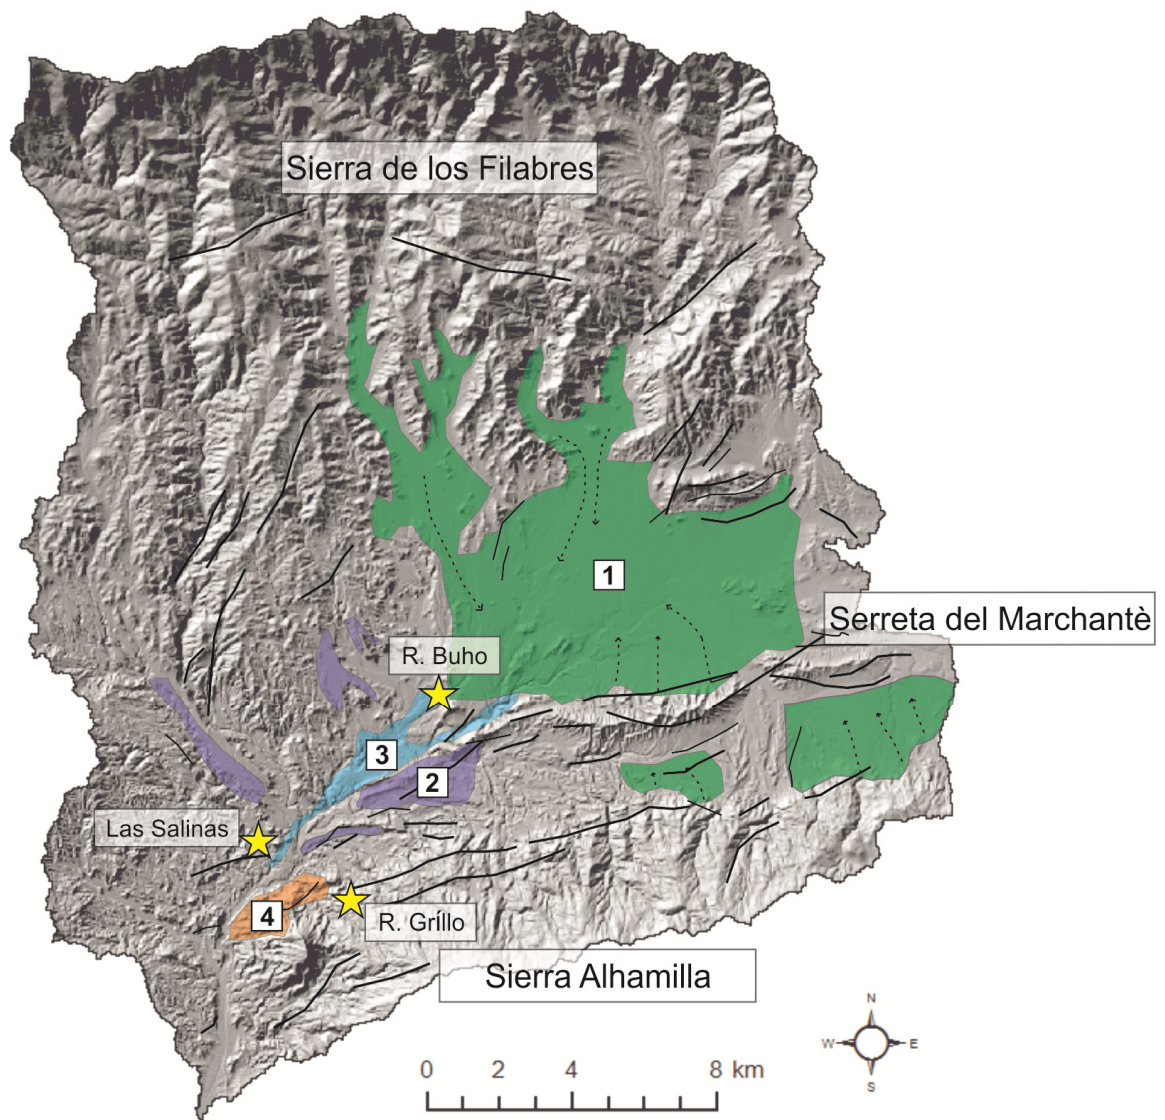 Sierra de los Filabres
1
Serreta del Marchantè
R. Buho
3
2
Las Salinas
4
R. Grillo
Sierra Alhamilla
N
W
E
S
0 2 4 8 km